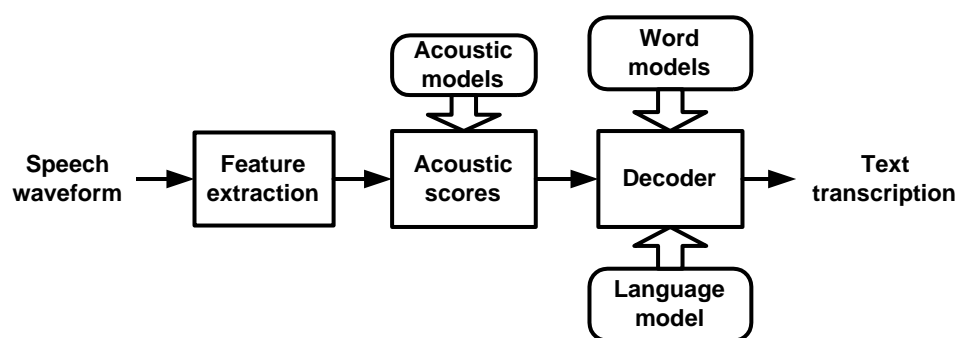 Acoustic
models
Word
models
Speech
waveform
Feature
extraction
Acoustic
scores
Decoder
Text
transcription
Language
model